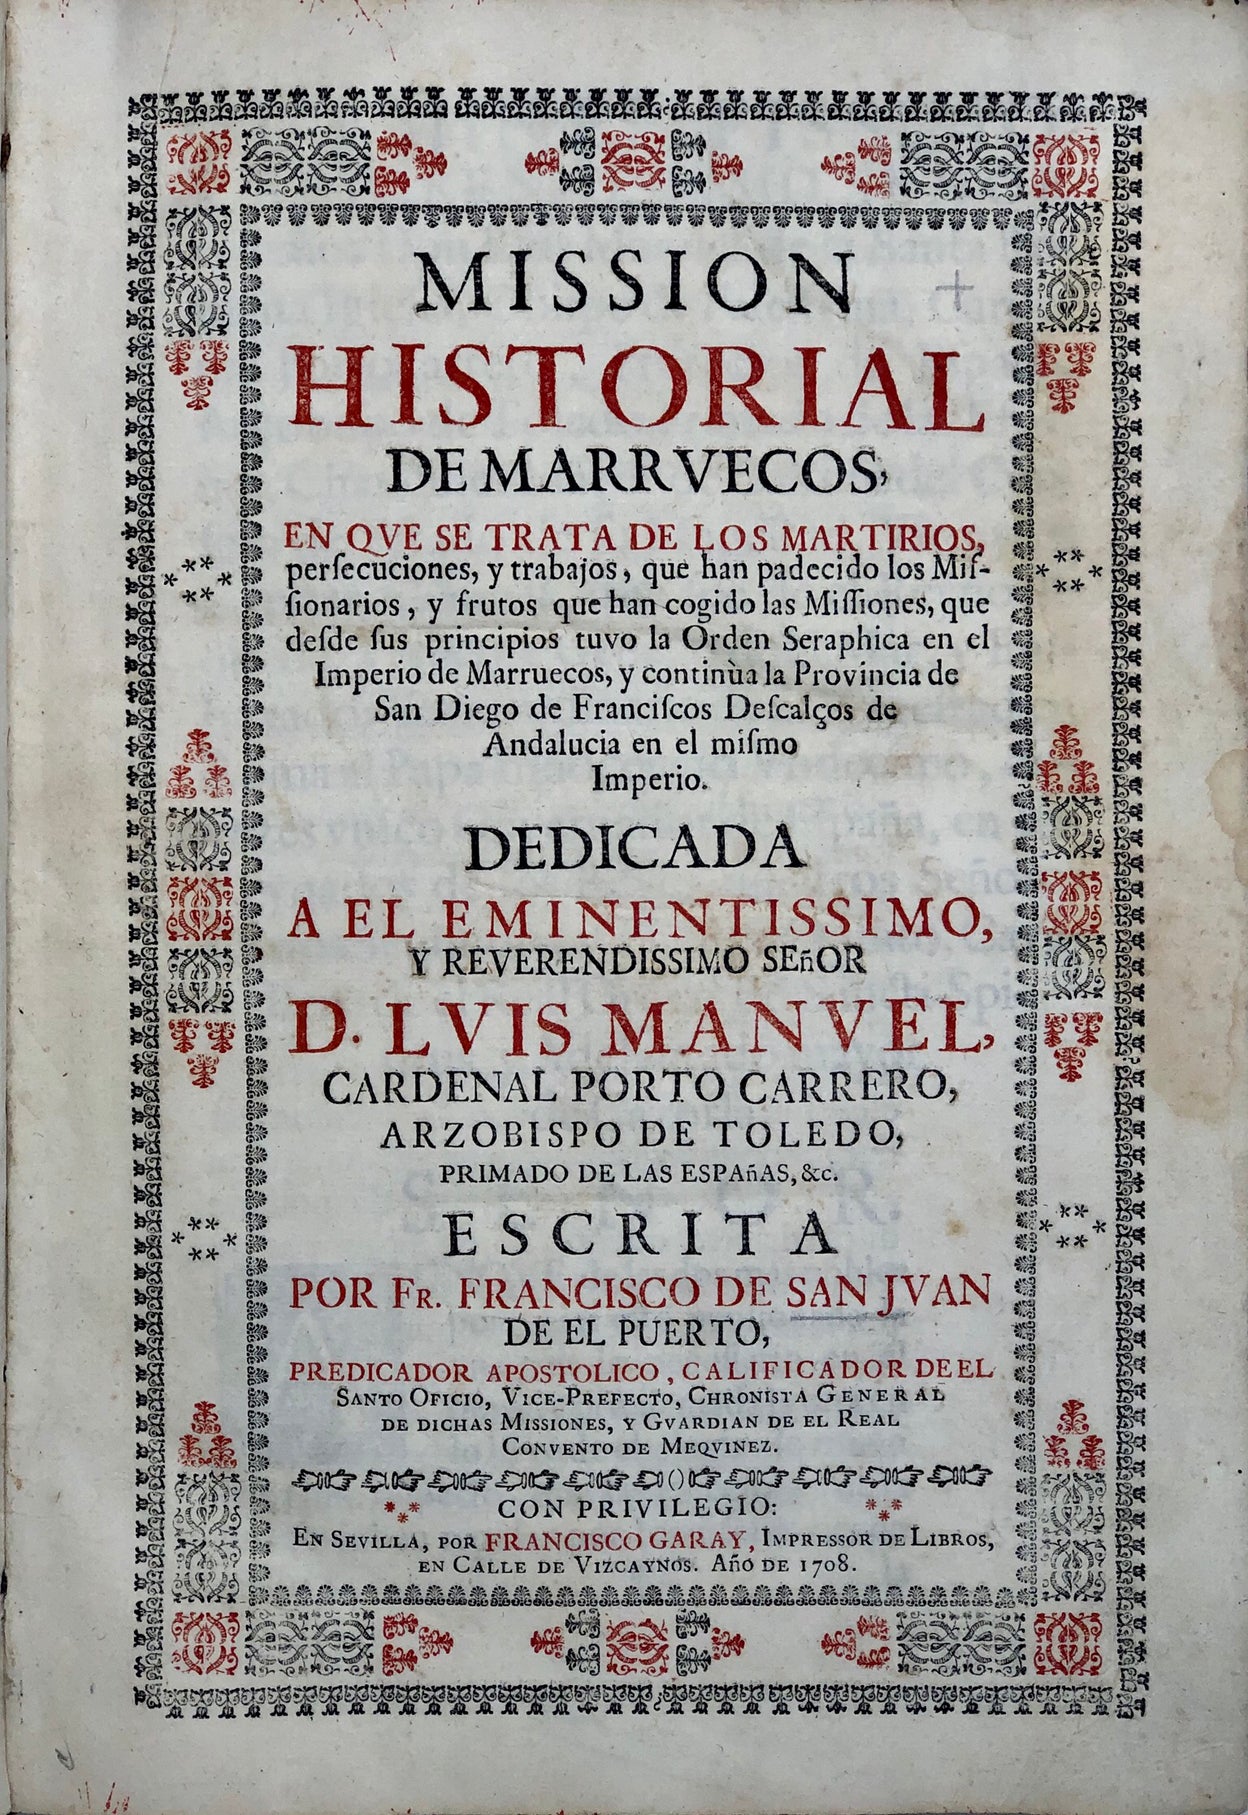 MISSION
HISTORIAL
DE MARRVECOS,
EN QVE SE TRATA DE LOS MARTIRIOS,
perſecuciones, y trabajos, que han padecido los Miſ-
ſionarios, y frutos que han cogido las Miſſiones, que
deſde ſus principios tuvo la Orden Seraphica en el
Imperio de Marruecos, y continùa la Provincia de
San Diego de Franciſcos Deſcalços de
Andalucia en el miſmo
Imperio.
DEDICADA
A EL EMINENTISSIMO,
Y REVERENDISSIMO SEñOR
D. LVIS MANVEL,
CARDENAL PORTO CARRERO,
ARZOBISPO DE TOLEDO,
PRIMADO DE LAS ESPAñAS, &c.
ESCRITA
POR FR. FRANCISCO DE SAN JVAN
DE EL PUERTO,
PREDICADOR APOSTOLICO, CALIFICADOR DE EL
SANTO OFICIO, VICE-PREFECTO, CHRONISTA GENERAL
DE DICHAS MISSIONES, Y GVARDIAN DE EL REAL
CONVENTO DE MEQVINEZ.
CON PRIVILEGIO:
EN SEVILLA, POR FRANCISCO GARAY, IMPRESSOR DE LIBROS,
EN CALLE DE VIZCAYNOS. AñO DE 1708.